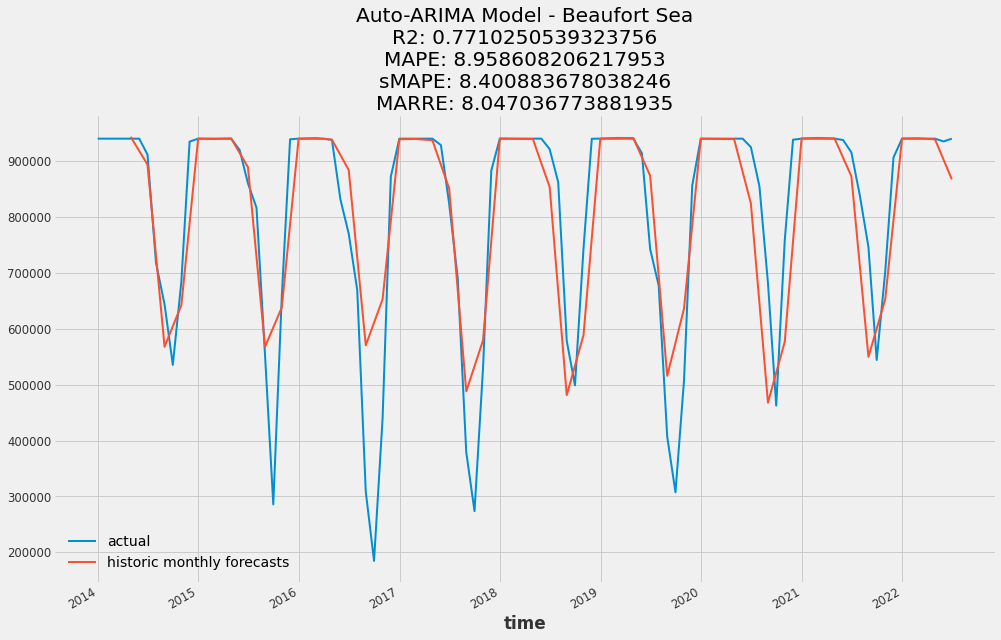 Auto-ARIMA Model - Beaufort Sea
R2: 0.7710250539323756
MAPE: 8.958608206217953
sMAPE: 8.400883678038246
MARRE: 8.047036773881935
900000
800000
700000
600000
500000
400000
300000
200000
actual
historic monthly forecasts
2014
2015
2016
2017
2018
2019
2020
2021
2022
time